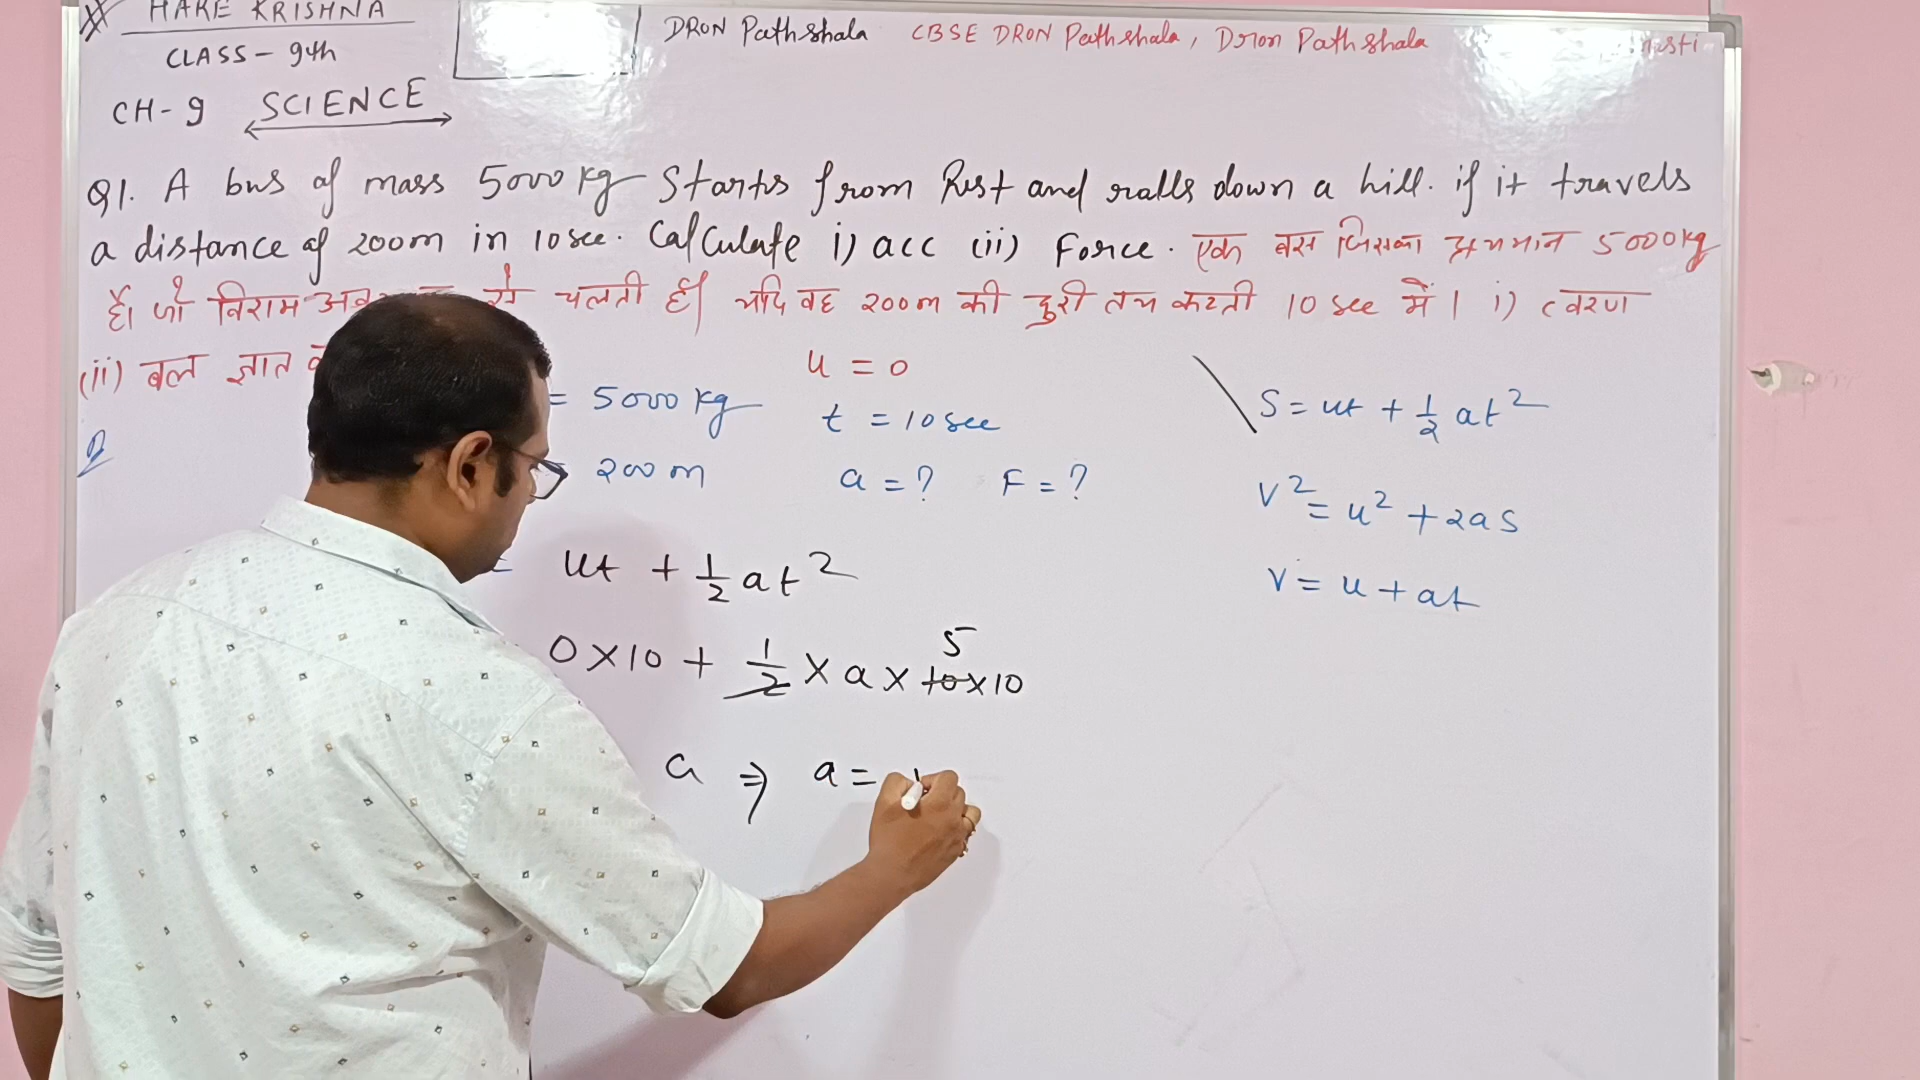 HARE KRISHNA
CLASS - 9th
DRON Pathshala CBSE DRON Pathshala, Dron Pathshala
CH - 9 SCIENCE
Q1. A bus of mass 5000 kg Starts from Rest and ralls down a hill. if it travels
a distance of 200m in 10 sec. Calculate i) acc (ii) Force. एक बस जिसका द्रव्यमान 5000 kg
है। जो विराम से चलती है। यदि वह 200m की दुरी तय करती 10 sec में। i) त्वरण
(ii) बल ज्ञात
= 5000 kg u = 0
t = 10 sec
200 m a = ? F = ?
S = ut + 1/2 at²
V² = u² + 2as
V = u + at
= ut + 1/2 at²
0 × 10 + 1/2 × a × 10 × 10 5
a ⇒ a =